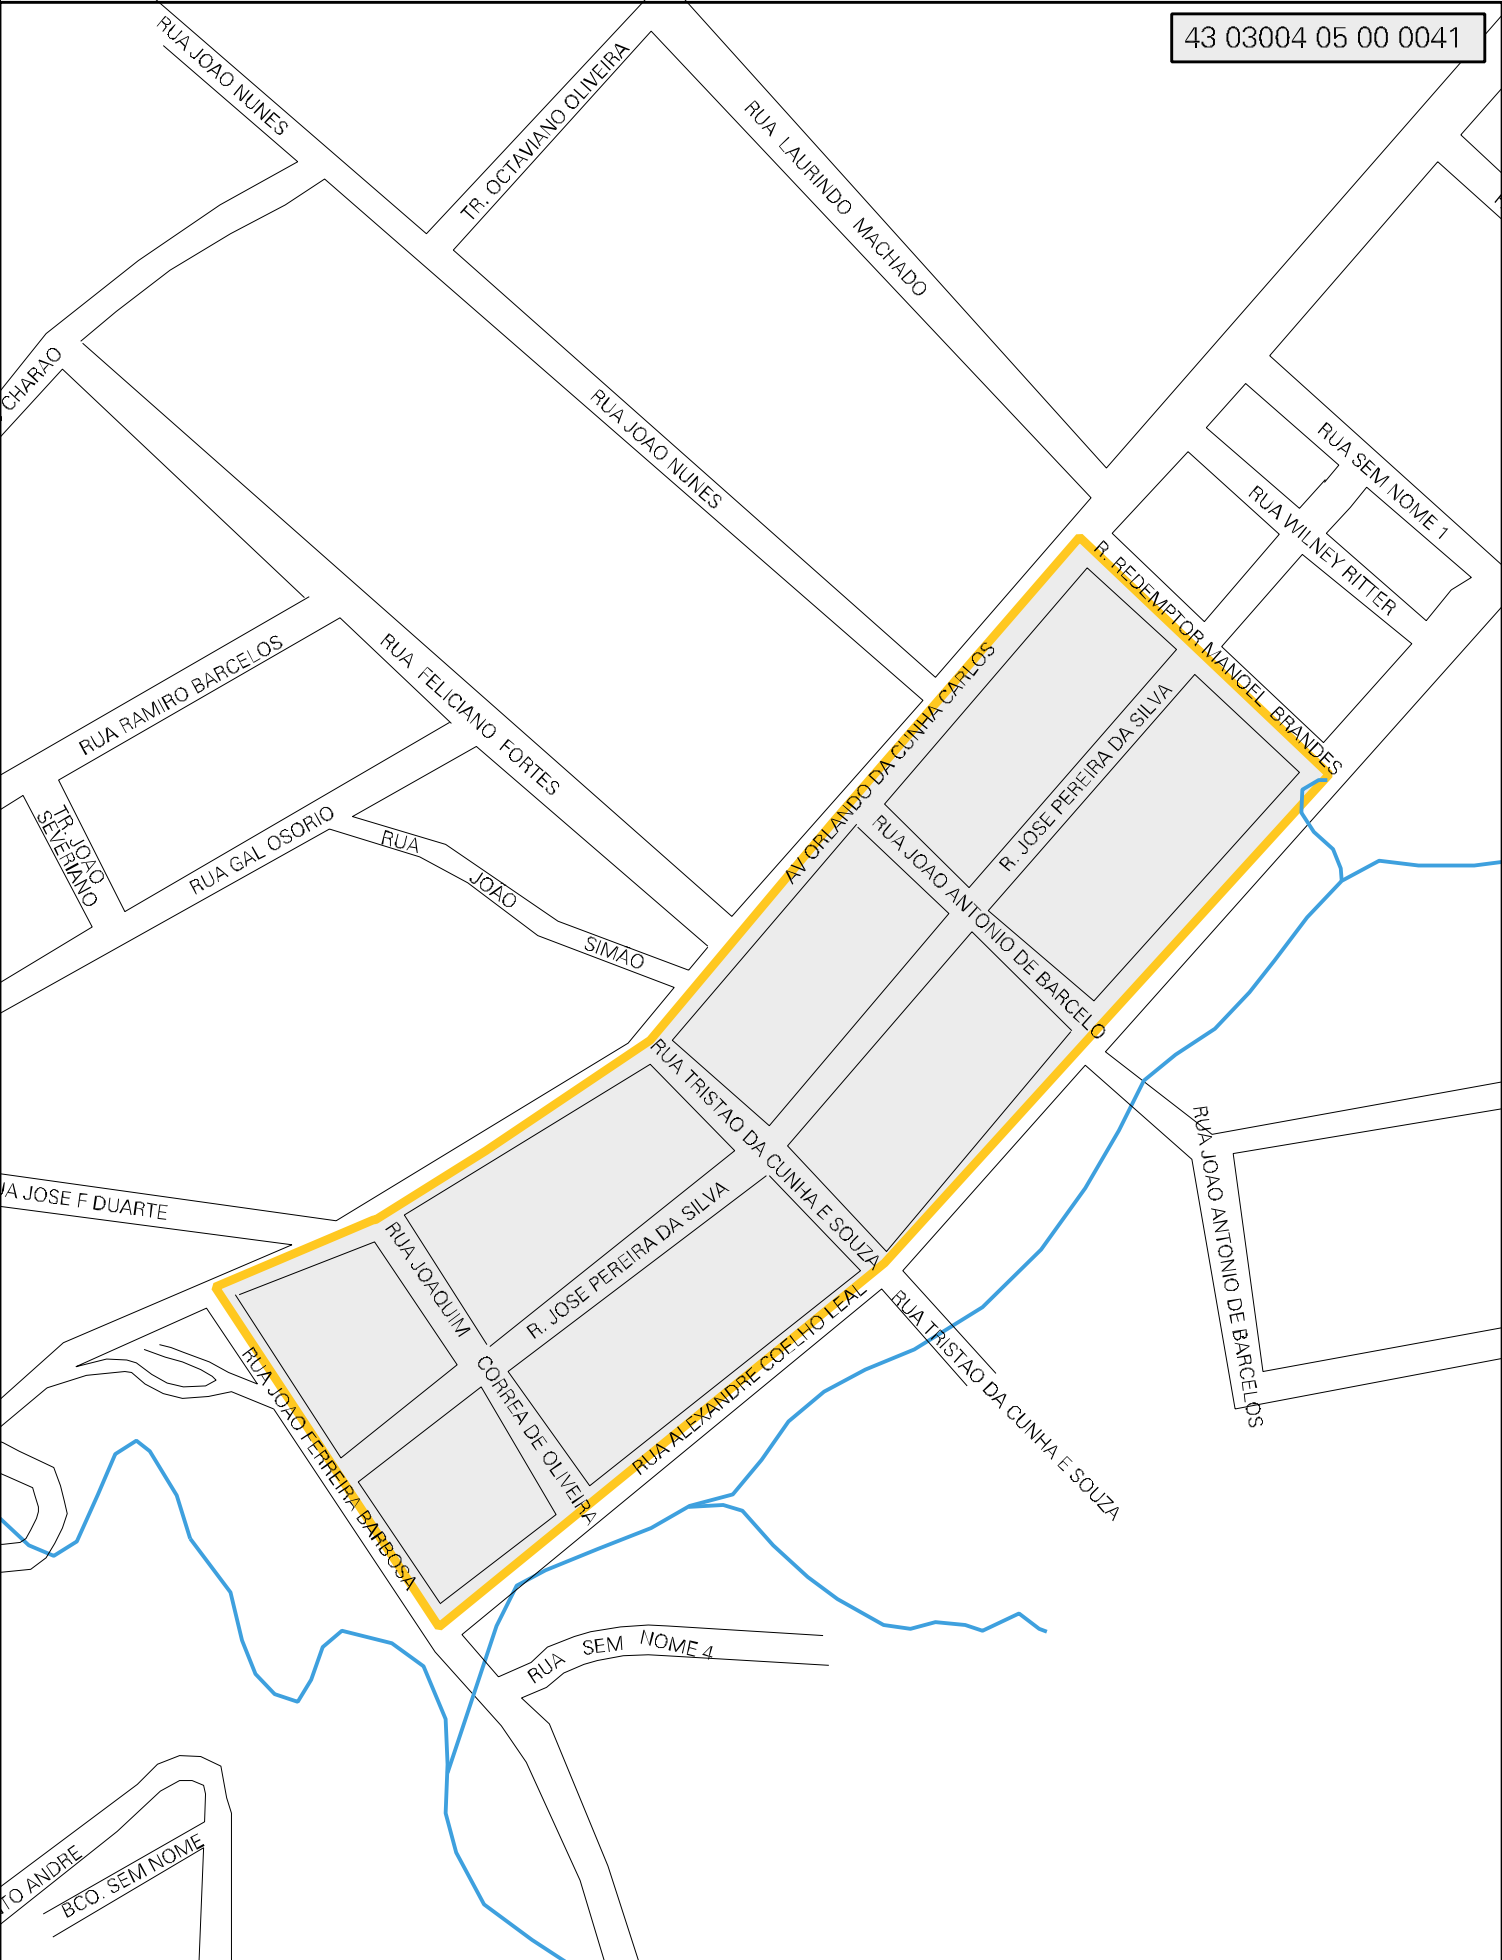 43 03004 05 00 0041
RUA JOAO NUNES
TR. OCTAVIANO OLIVEIRA
RUA LAURINDO MACHADO
CHARAO
RUA JOAO NUNES
RUA SEM NOME 1
RUA WILNEY RITTER
R. REDEMPTOR MANOEL BRANDES
RUA RAMIRO BARCELOS
RUA FELICIANO FORTES
AV ORLANDO DA CUNHA CARLOS
R. JOSE PEREIRA DA SILVA
TR. JOAO
SEVERIANO
RUA GAL OSORIO
RUA JOAO SIMAO
RUA JOAO ANTONIO DE BARCELO
RUA TRISTAO DA CUNHA E SOUZA
RUA JOAO ANTONIO DE BARCELOS
UA JOSE F DUARTE
R. JOSE PEREIRA DA SILVA
RUA JOAQUIM CORREA DE OLIVEIRA
RUA ALEXANDRE COELHO LEAL
RUA TRISTAO DA CUNHA E SOUZA
RUA JOAO FERREIRA BARBOSA
RUA SEM NOME 4
TO ANDRE
BCO. SEM NOME